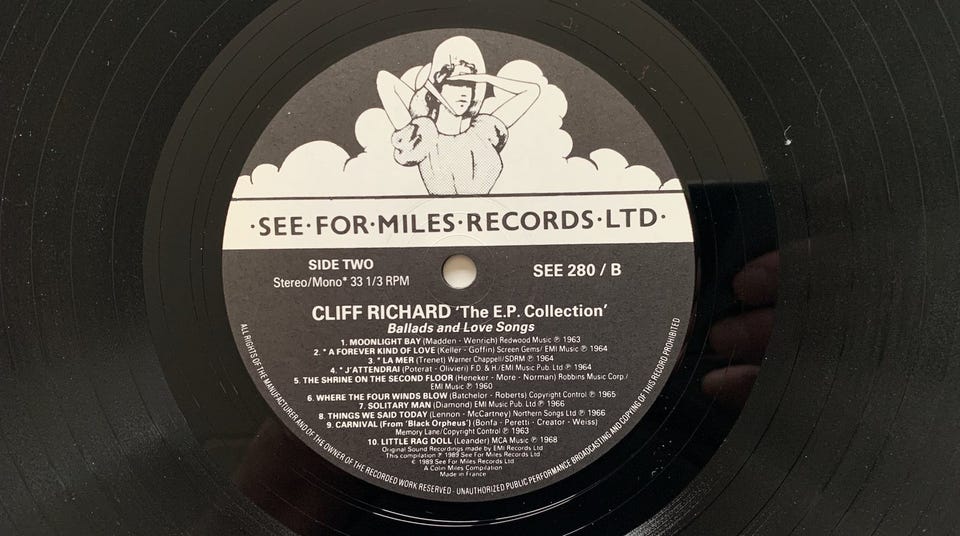 ·SEE·FOR·MILES·RECORDS·LTD·
SIDE TWO
Stereo/Mono* 33 1/3 RPM
SEE 280 / B
CLIFF RICHARD 'The E.P. Collection'
Ballads and Love Songs
1. MOONLIGHT BAY (Madden - Wenrich) Redwood Music ℗ 1963
2. * A FOREVER KIND OF LOVE (Keller - Goffin) Screen Gems/ EMI Music ℗ 1964
3. * LA MER (Trenet) Warner Chappell/SDRM ℗ 1964
4. * J'ATTENDRAI (Poterat - Olivieri) F.D. & H./EMI Music Pub. Ltd ℗ 1964
5. THE SHRINE ON THE SECOND FLOOR (Heneker - More - Norman) Robbins Music Corp./
EMI Music ℗ 1960
6. WHERE THE FOUR WINDS BLOW (Batchelor - Roberts) Copyright Control ℗ 1965
7. SOLITARY MAN (Diamond) EMI Music Pub. Ltd ℗ 1966
8. THINGS WE SAID TODAY (Lennon - McCartney) Northern Songs Ltd ℗ 1966
9. CARNIVAL (From 'Black Orpheus') (Bonfa - Peretti - Creator - Weiss)
Memory Lane/Copyright Control ℗ 1963
10. LITTLE RAG DOLL (Leander) MCA Music ℗ 1968
Original Sound Recordings made by EMI Records Ltd
This compilation ℗ 1989 See For Miles Records Ltd
© 1989 See For Miles Records Ltd
A Colin Miles Compilation
Made in France
ALL RIGHTS OF THE MANUFACTURER AND OF THE OWNER OF THE RECORDED WORK RESERVED · UNAUTHORIZED PUBLIC PERFORMANCE BROADCASTING AND COPYING OF THIS RECORD PROHIBITED